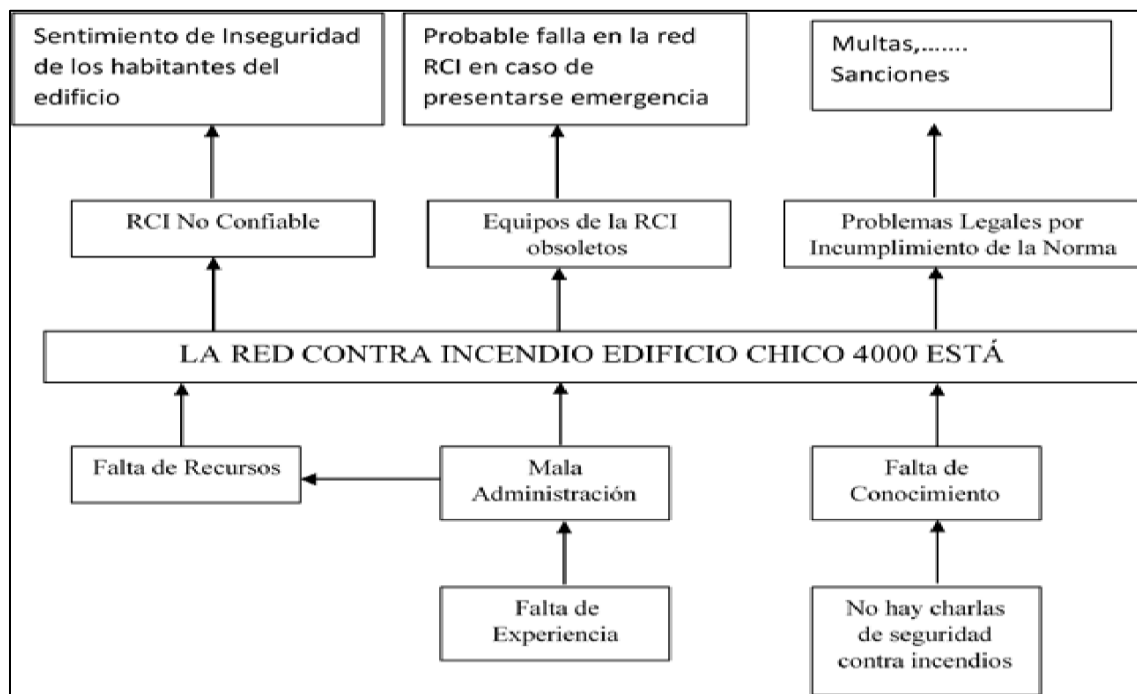 Sentimiento de Inseguridad
de los habitantes del
edificio
Probable falla en la red
RCI en caso de
presentarse emergencia
Multas,.......
Sanciones
RCI No Confiable
Equipos de la RCI
obsoletos
Problemas Legales por
Incumplimiento de la Norma
LA RED CONTRA INCENDIO EDIFICIO CHICO 4000 ESTÁ
Falta de Recursos
Mala
Administración
Falta de
Conocimiento
Falta de
Experiencia
No hay charlas
de seguridad
contra incendios